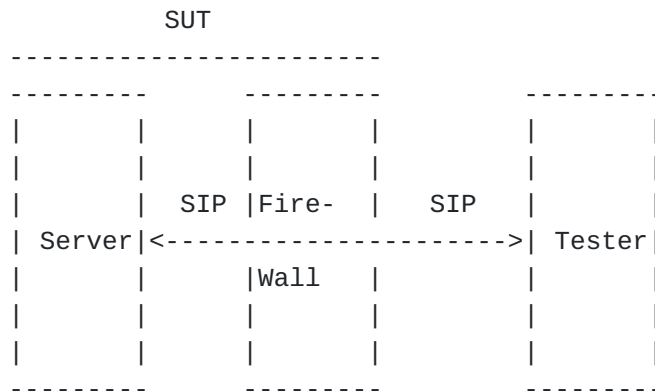 SUT
SIP |Fire- | SIP
Server|<---------------------->| Tester|
|Wall |